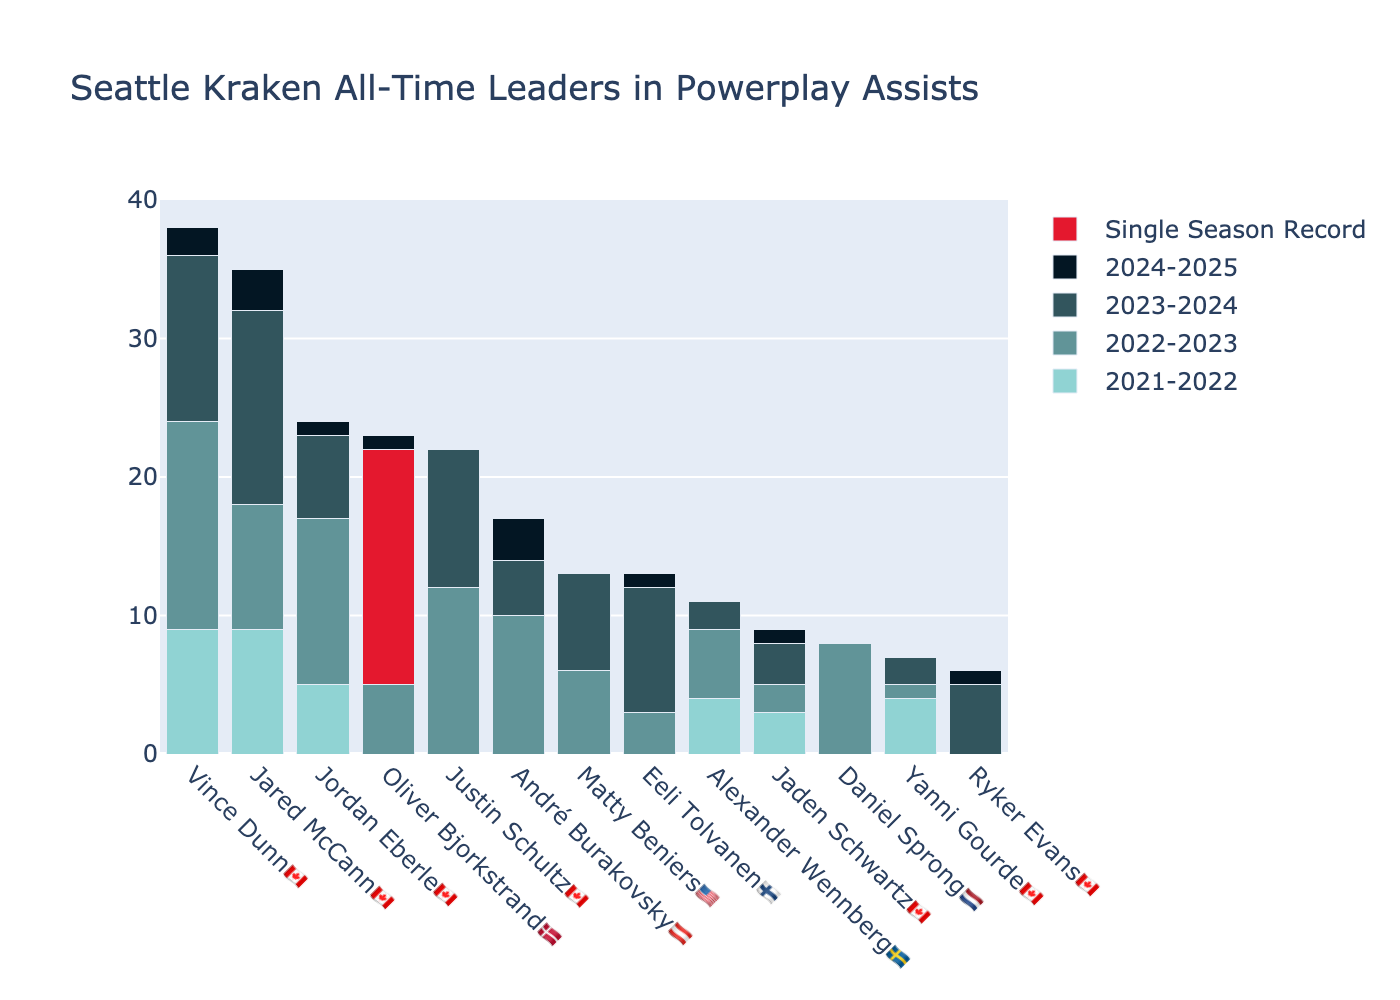 Seattle Kraken All-Time Leaders in Powerplay Assists
40
30
20
10
0
Single Season Record
2024-2025
2023-2024
2022-2023
2021-2022
Vince Dunn🇨🇦
Jared McCann🇨🇦
Jordan Eberle🇨🇦
Oliver Bjorkstrand🇩🇰
Justin Schultz🇨🇦
André Burakovsky🇦🇹
Matty Beniers🇺🇸
Eeli Tolvanen🇫🇮
Alexander Wennberg🇸🇪
Jaden Schwartz🇨🇦
Daniel Sprong🇳🇱
Yanni Gourde🇨🇦
Ryker Evans🇨🇦